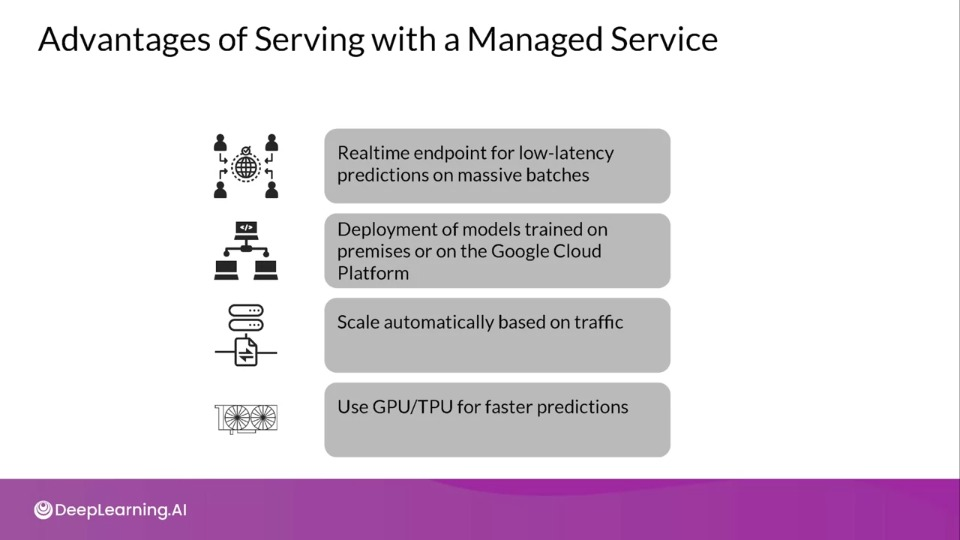 Advantages of Serving with a Managed Service
Realtime endpoint for low-latency
predictions on massive batches
</>
Deployment of models trained on
premises or on the Google Cloud
Platform
Scale automatically based on traffic
Use GPU/TPU for faster predictions
DeepLearning.AI